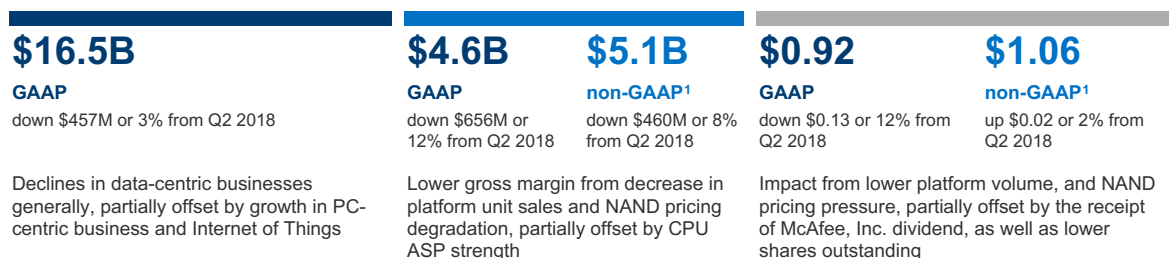 $16.5B
GAAP
down $457M or 3% from Q2 2018
Declines in data-centric businesses
generally, partially offset by growth in PC-
centric business and Internet of Things
$4.6B
GAAP
down $656M or
12% from Q2 2018
$5.1B
non-GAAP¹
down $460M or 8%
from Q2 2018
Lower gross margin from decrease in
platform unit sales and NAND pricing
degradation, partially offset by CPU
ASP strength
$0.92
GAAP
down $0.13 or 12% from
Q2 2018
$1.06
non-GAAP¹
up $0.02 or 2% from
Q2 2018
Impact from lower platform volume, and NAND
pricing pressure, partially offset by the receipt
of McAfee, Inc. dividend, as well as lower
shares outstanding